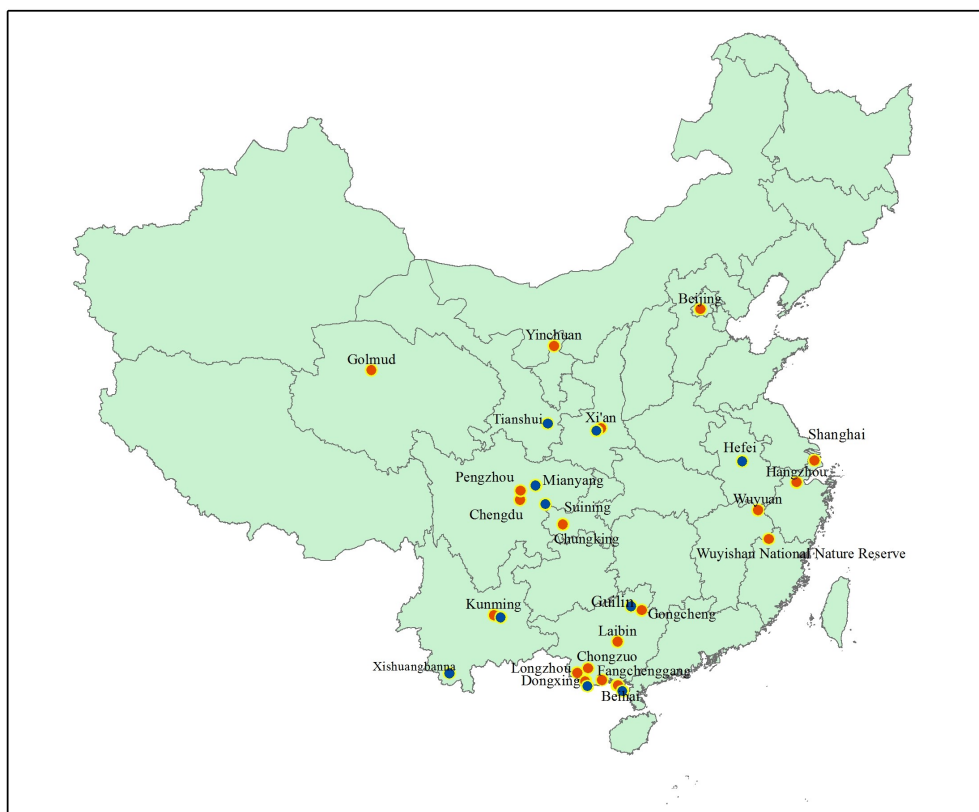 Beijing
Yinchuan
Golmud
Tianshui
Xi'an
Shanghai
Hefei
Hangzhou
Pengzhou
Mianyang
Chengdu
Suining
Wuyuan
Chungking
Wuyishan National Nature Reserve
Kunming
Guilin
Gongcheng
Laibin
Chongzuo
Xishuangbanna
Longzhou
Fangchenggang
Dongxing
Beihai